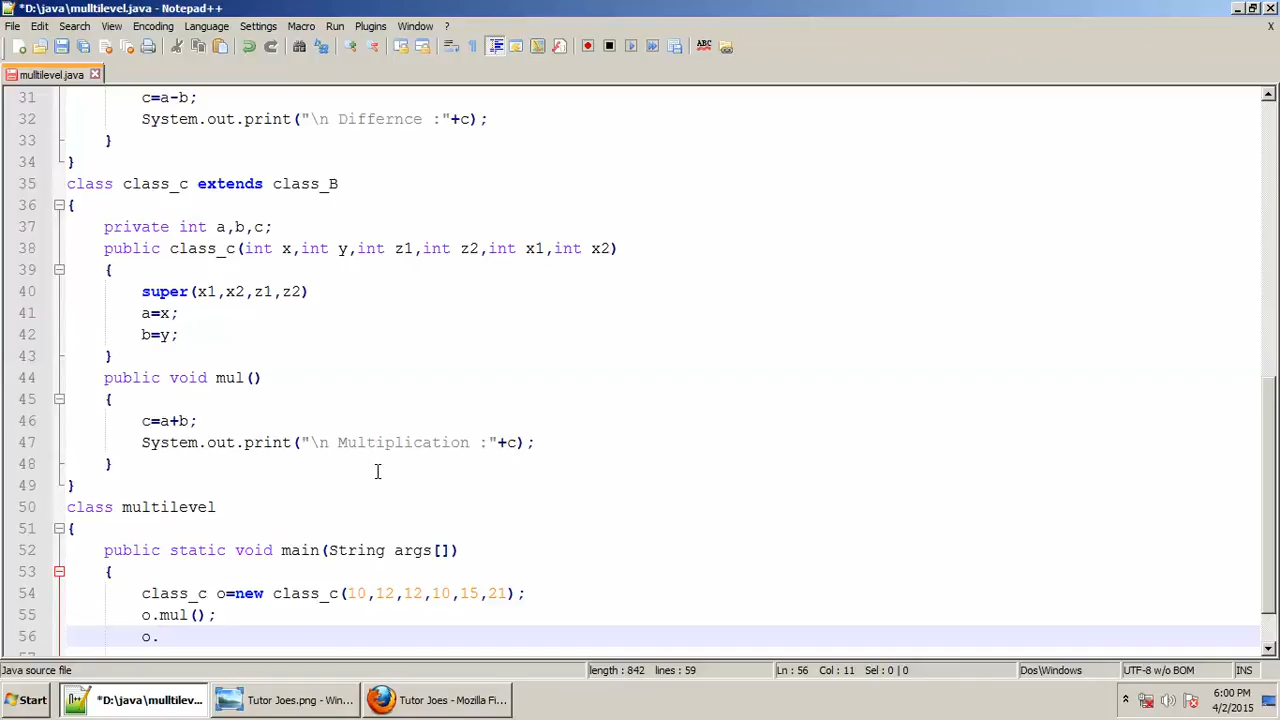 *D:\java\mulltilevel.java - Notepad++
File Edit Search View Encoding Language Settings Macro Run Plugins Window ?
X
mulltilevel.java
31 c=a-b;
32 System.out.print("\n Differnce :"+c);
33 }
34 }
35 class class_c extends class_B
36 {
37 private int a,b,c;
38 public class_c(int x,int y,int z1,int z2,int x1,int x2)
39 {
40 super(x1,x2,z1,z2)
41 a=x;
42 b=y;
43 }
44 public void mul()
45 {
46 c=a+b;
47 System.out.print("\n Multiplication :"+c);
48 }
49 }
50 class multilevel
51 {
52 public static void main(String args[])
53 {
54 class_c o=new class_c(10,12,12,10,15,21);
55 o.mul();
56 o.
Java source file length : 842 lines : 59 Ln : 56 Col : 11 Sel : 0 | 0 Dos\Windows UTF-8 w/o BOM INS
Start *D:\java\mulltilev... Tutor Joes.png - Win... Tutor Joes - Mozilla Fi... 6:00 PM
4/2/2015